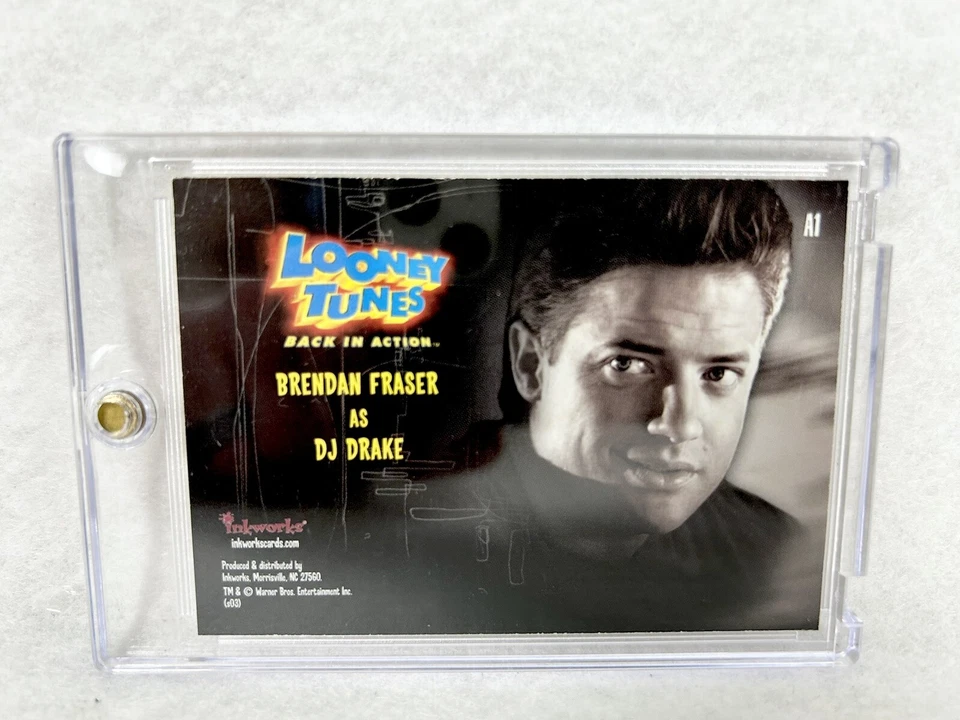 A1
LOONEY
TUNES
BACK IN ACTION™
BRENDAN FRASER
AS
DJ DRAKE
inkworks®
inkworkscards.com
Produced & distributed by
Inkworks, Morrisville, NC 27560.
TM & © Warner Bros. Entertainment Inc.
(s03)